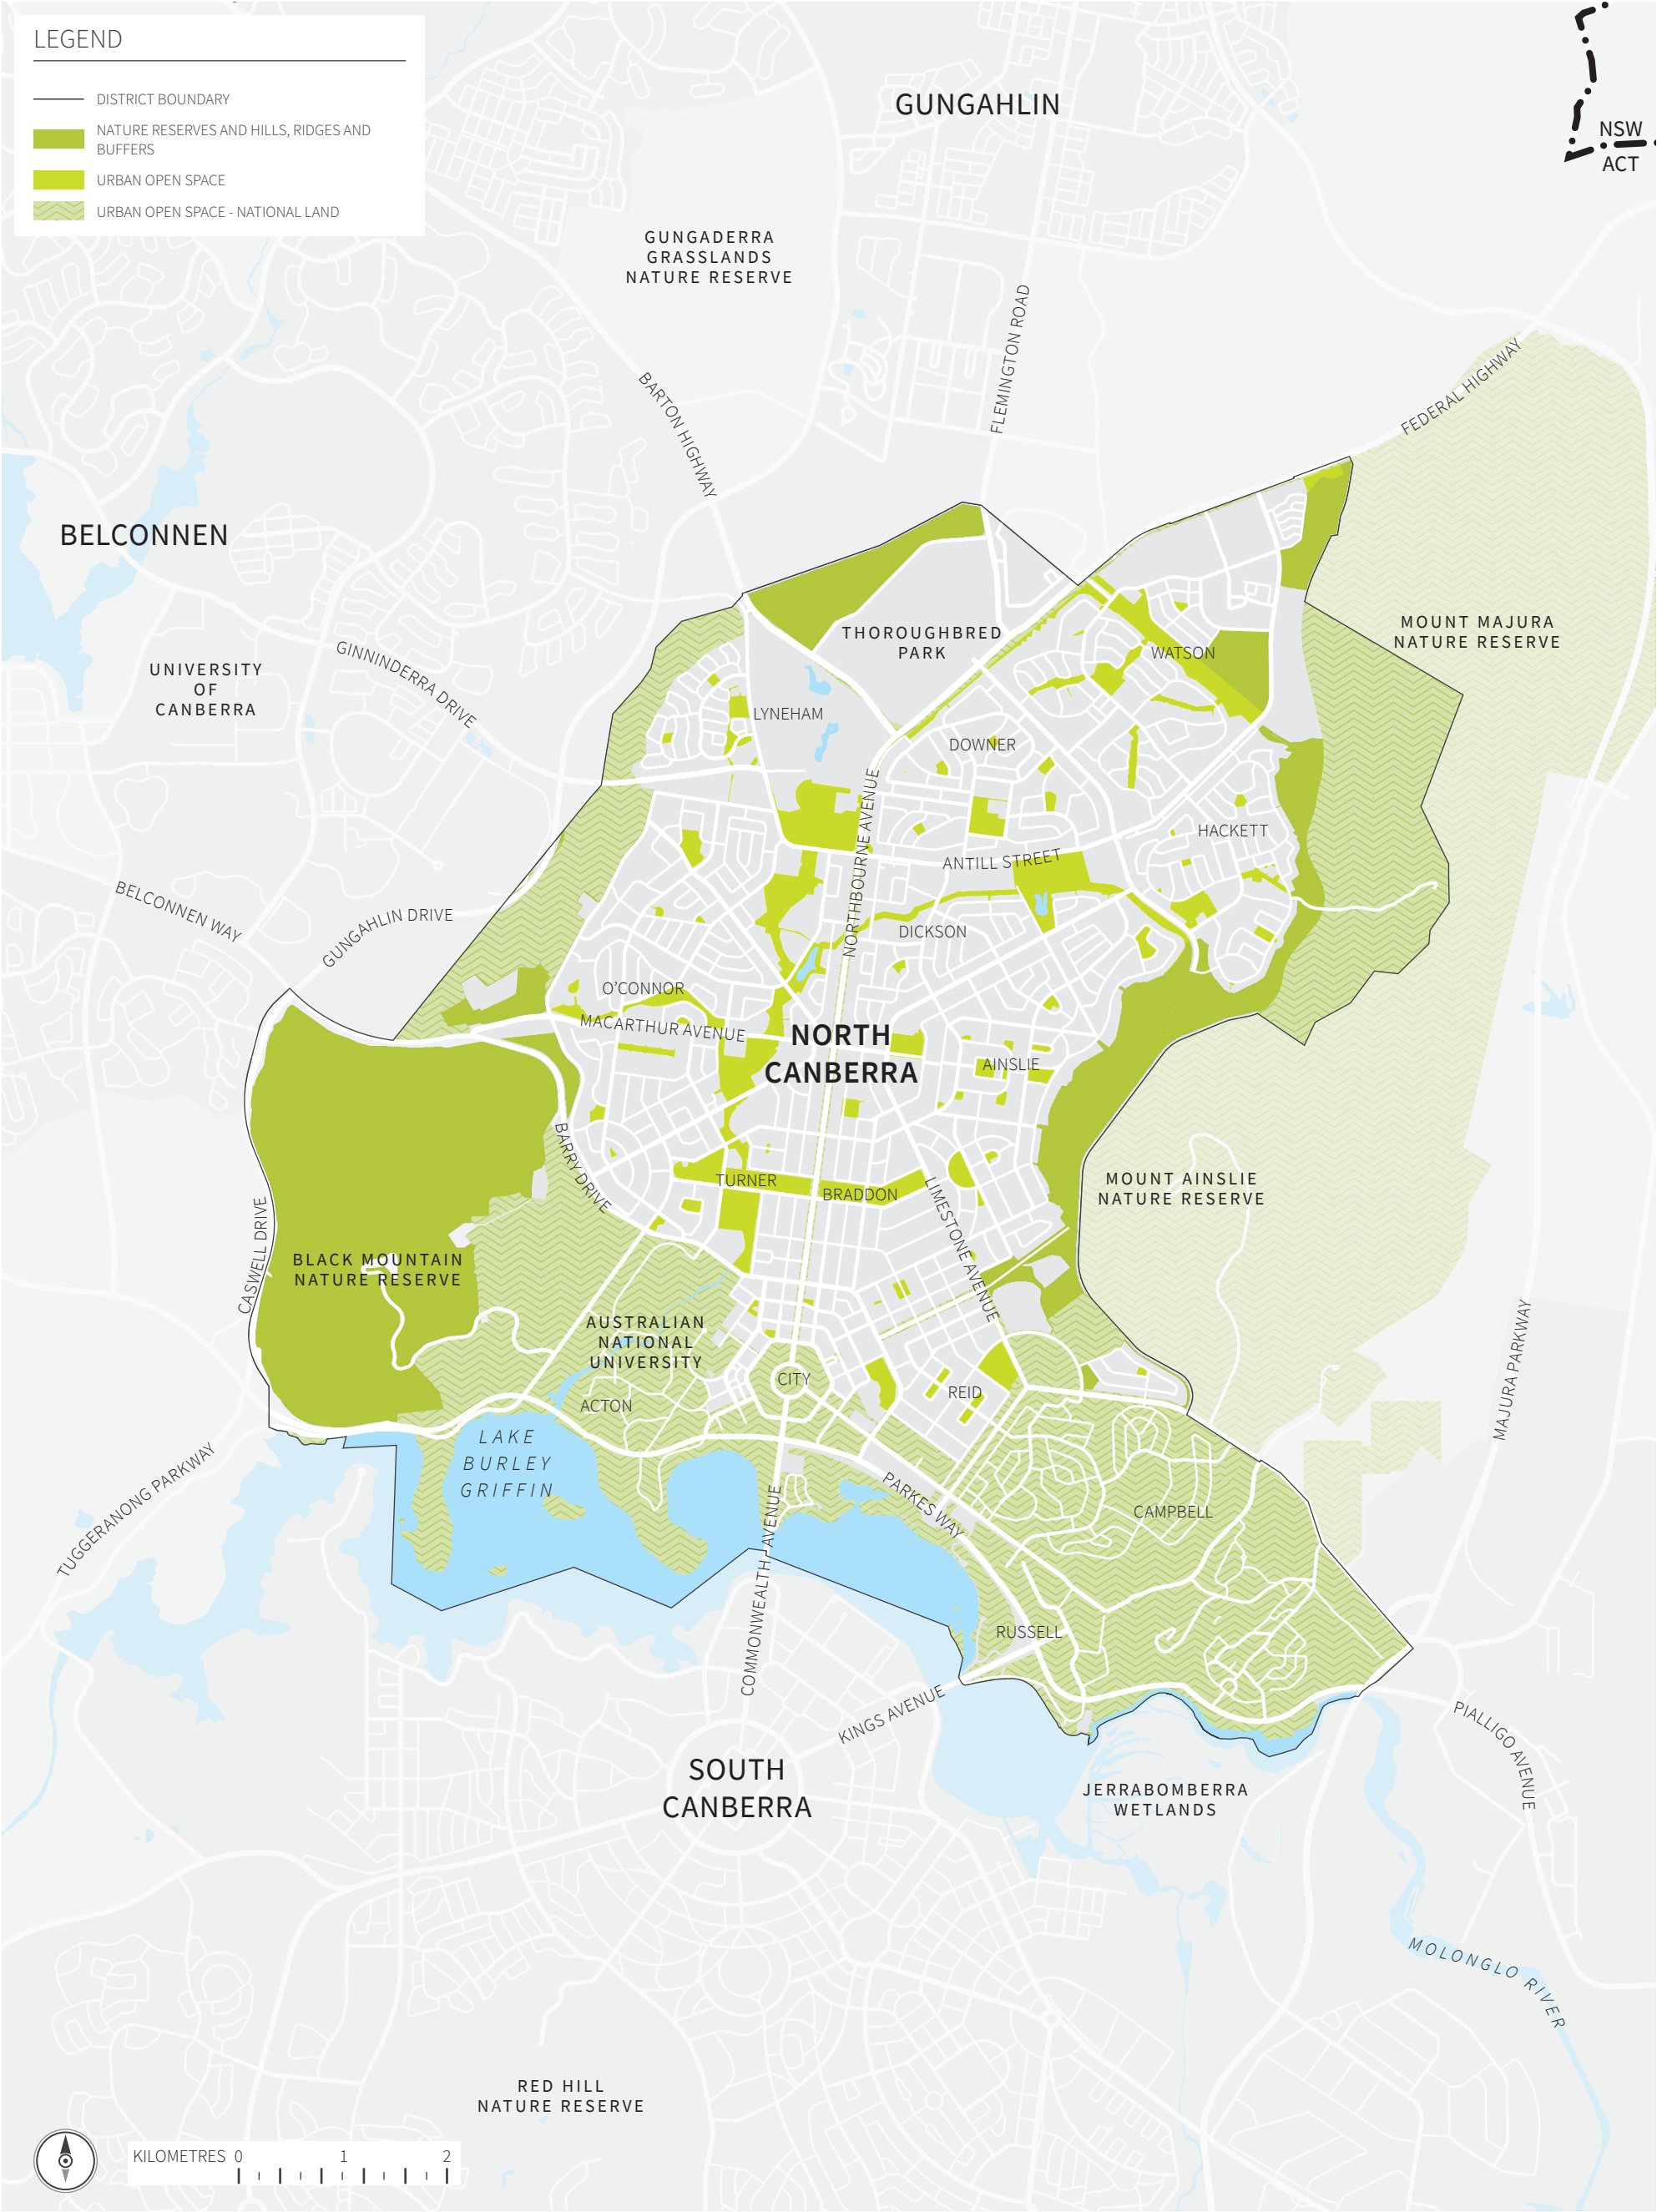 LEGEND
DISTRICT BOUNDARY
NATURE RESERVES AND HILLS, RIDGES AND
BUFFERS
URBAN OPEN SPACE
URBAN OPEN SPACE - NATIONAL LAND
GUNGAHLIN
NSW
ACT
GUNGADERRA
GRASSLANDS
NATURE RESERVE
FLEMINGTON ROAD
FEDERAL HIGHWAY
BARTON HIGHWAY
BELCONNEN
MOUNT MAJURA
NATURE RESERVE
THOROUGHBRED
PARK
WATSON
UNIVERSITY
OF
CANBERRA
GINNINDERRA DRIVE
LYNEHAM
DOWNER
NORTHBOURNE AVENUE
HACKETT
ANTILL STREET
BELCONNEN WAY
GUNGAHLIN DRIVE
DICKSON
O'CONNOR
MACARTHUR AVENUE
NORTH
CANBERRA
AINSLIE
BARRY DRIVE
TURNER
BRADDON
LIMESTONE AVENUE
MOUNT AINSLIE
NATURE RESERVE
CASWELL DRIVE
BLACK MOUNTAIN
NATURE RESERVE
AUSTRALIAN
NATIONAL
UNIVERSITY
CITY
REID
ACTON
MAJURA PARKWAY
LAKE
BURLEY
GRIFFIN
TUGGERANONG PARKWAY
PARKES WAY
CAMPBELL
COMMONWEALTH AVENUE
RUSSELL
KINGS AVENUE
PIALLIGO AVENUE
SOUTH
CANBERRA
JERRABOMBERRA
WETLANDS
MOLONGLO RIVER
RED HILL
NATURE RESERVE
KILOMETRES 0 1 2